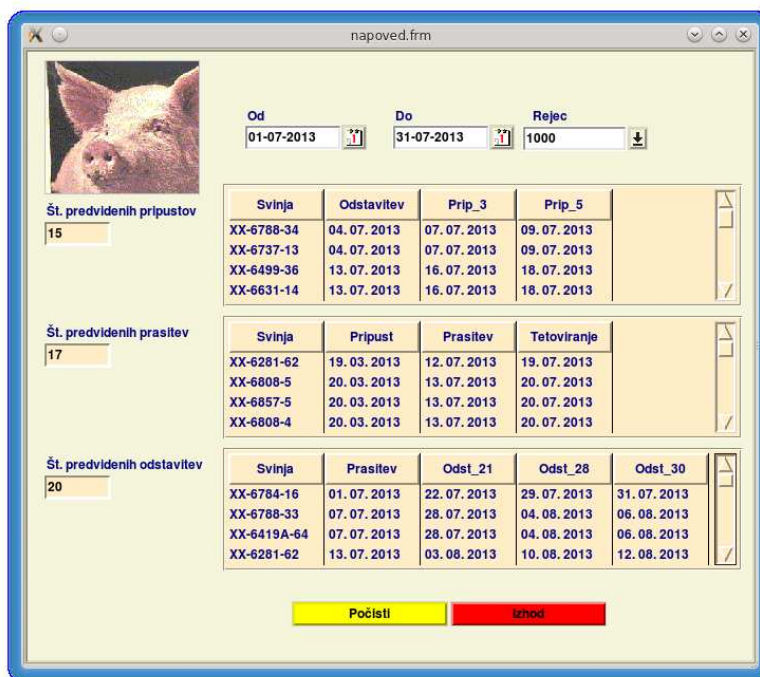 napoved.frm
Od Do Rejec
01-07-2013 31-07-2013 1000
Št. predvidenih pripustov
15
Svinja Odstavitev Prip_3 Prip_5
XX-6788-34 04. 07. 2013 07. 07. 2013 09. 07. 2013
XX-6737-13 04. 07. 2013 07. 07. 2013 09. 07. 2013
XX-6499-36 13. 07. 2013 16. 07. 2013 18. 07. 2013
XX-6631-14 13. 07. 2013 16. 07. 2013 18. 07. 2013
Št. predvidenih prasitev
17
Svinja Pripust Prasitev Tetoviranje
XX-6281-62 19. 03. 2013 12. 07. 2013 19. 07. 2013
XX-6808-5 20. 03. 2013 13. 07. 2013 20. 07. 2013
XX-6857-5 20. 03. 2013 13. 07. 2013 20. 07. 2013
XX-6808-4 20. 03. 2013 13. 07. 2013 20. 07. 2013
Št. predvidenih odstavitev
20
Svinja Prasitev Odst_21 Odst_28 Odst_30
XX-6784-16 01. 07. 2013 22. 07. 2013 29. 07. 2013 31. 07. 2013
XX-6788-33 07. 07. 2013 28. 07. 2013 04. 08. 2013 06. 08. 2013
XX-6419A-64 07. 07. 2013 28. 07. 2013 04. 08. 2013 06. 08. 2013
XX-6281-62 13. 07. 2013 03. 08. 2013 10. 08. 2013 12. 08. 2013
Počisti Izhod